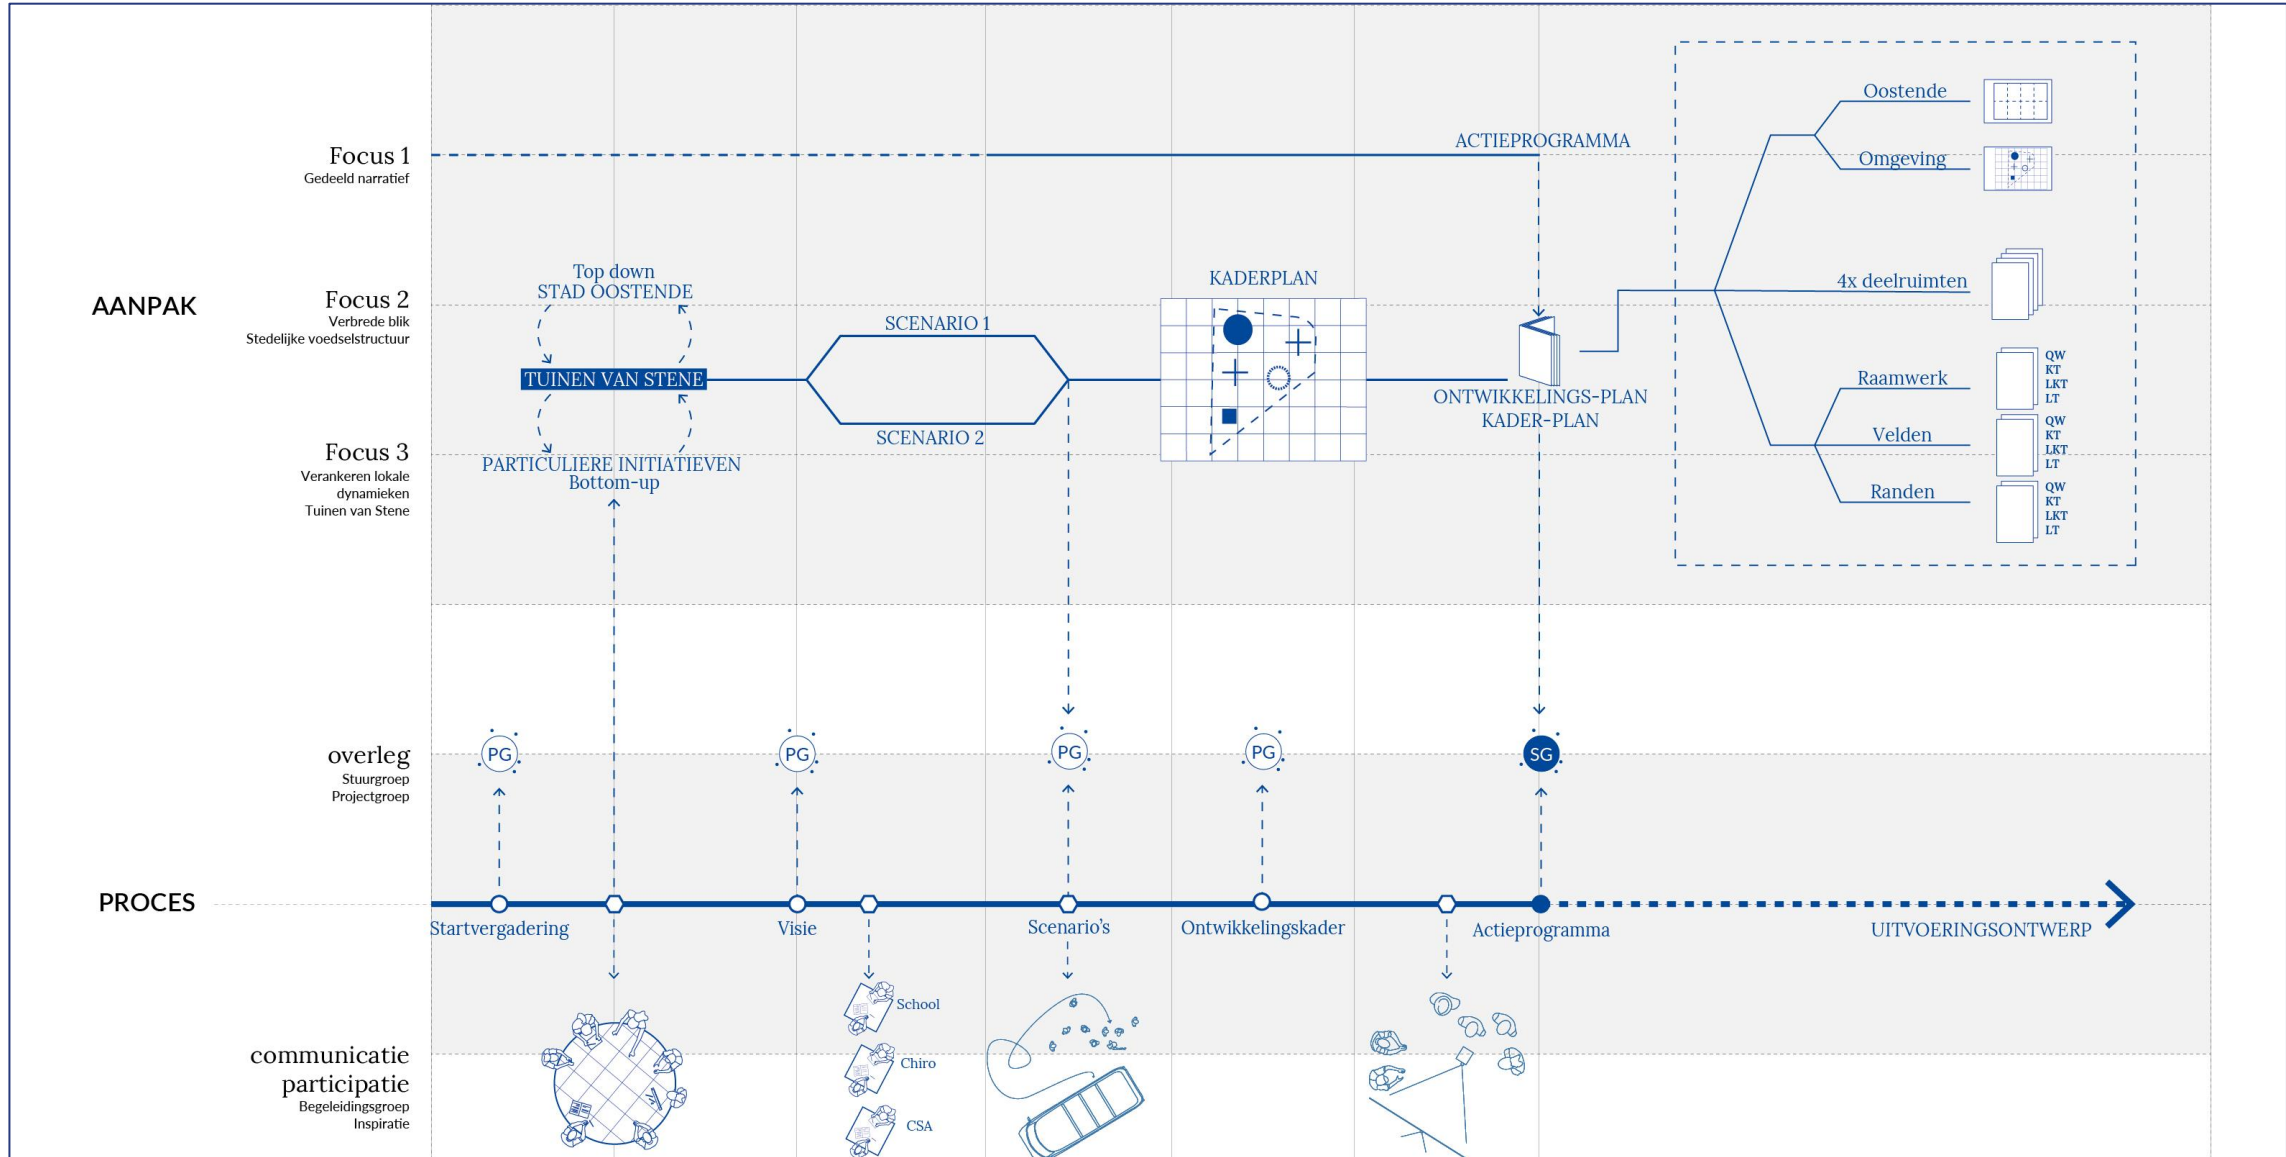 AANPAK
Focus 1
Gedeeld narratief
Focus 2
Verbrede blik
Stedelijke voedselstructuur
Focus 3
Verankeren lokale
dynamieken
Tuinen van Stene
Top down
STAD OOSTENDE
TUINEN VAN STENE
PARTICULIERE INITIATIEVEN
Bottom-up
SCENARIO 1
SCENARIO 2
KADERPLAN
ACTIEPROGRAMMA
ONTWIKKELINGS-PLAN
KADER-PLAN
Oostende
Omgeving
4x deelruimten
Raamwerk
QW
KT
LKT
LT
Velden
QW
KT
LKT
LT
Randen
QW
KT
LKT
LT
overleg
Stuurgroep
Projectgroep
PG
PG
PG
PG
SG
PROCES
Startvergadering
Visie
Scenario's
Ontwikkelingskader
Actieprogramma
UITVOERINGSONTWERP
communicatie
participatie
Begeleidingsgroep
Inspiratie
School
Chiro
CSA